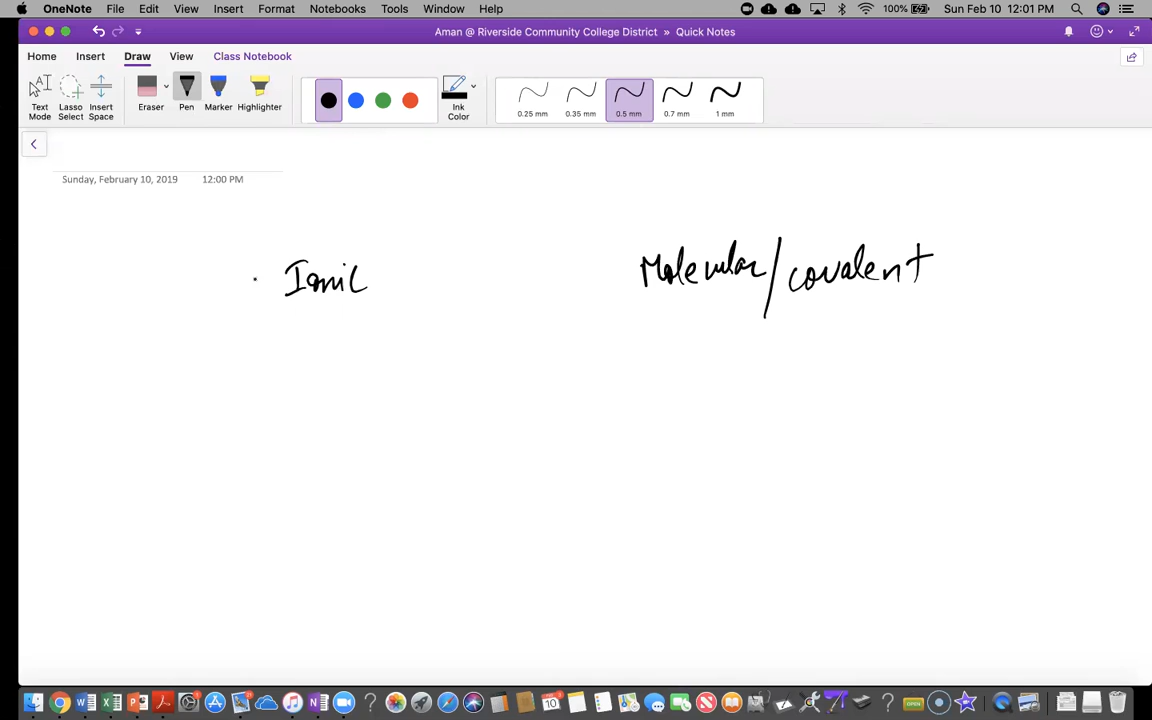 OneNote File Edit View Insert Format Notebooks Tools Window Help 100% Sun Feb 10 12:01 PM
Aman @ Riverside Community College District » Quick Notes
Home Insert Draw View Class Notebook
Text Mode Lasso Select Insert Space Eraser Pen Marker Highlighter Ink Color 0.25 mm 0.35 mm 0.5 mm 0.7 mm 1 mm
Sunday, February 10, 2019 12:00 PM
Ionic Molecular/covalent